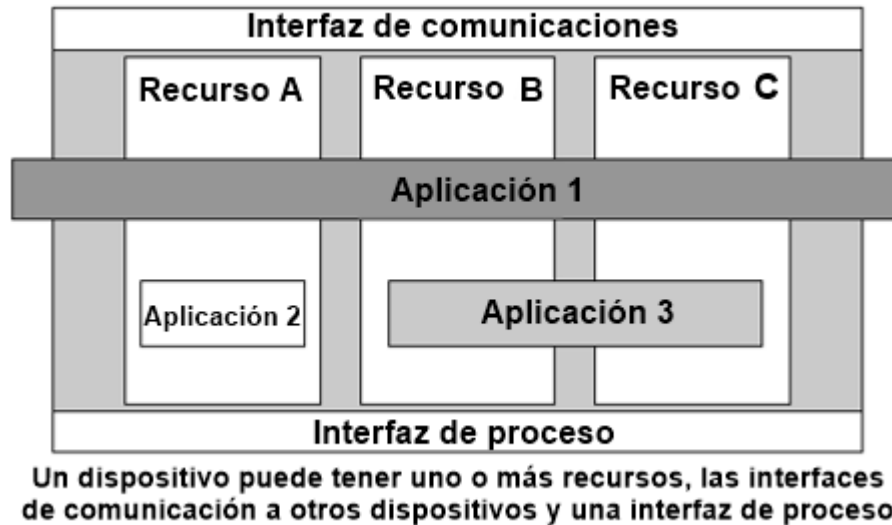 Interfaz de comunicaciones
Recurso A Recurso B Recurso C
Aplicación 1
Aplicación 2 Aplicación 3
Interfaz de proceso
Un dispositivo puede tener uno o más recursos, las interfaces
de comunicación a otros dispositivos y una interfaz de proceso